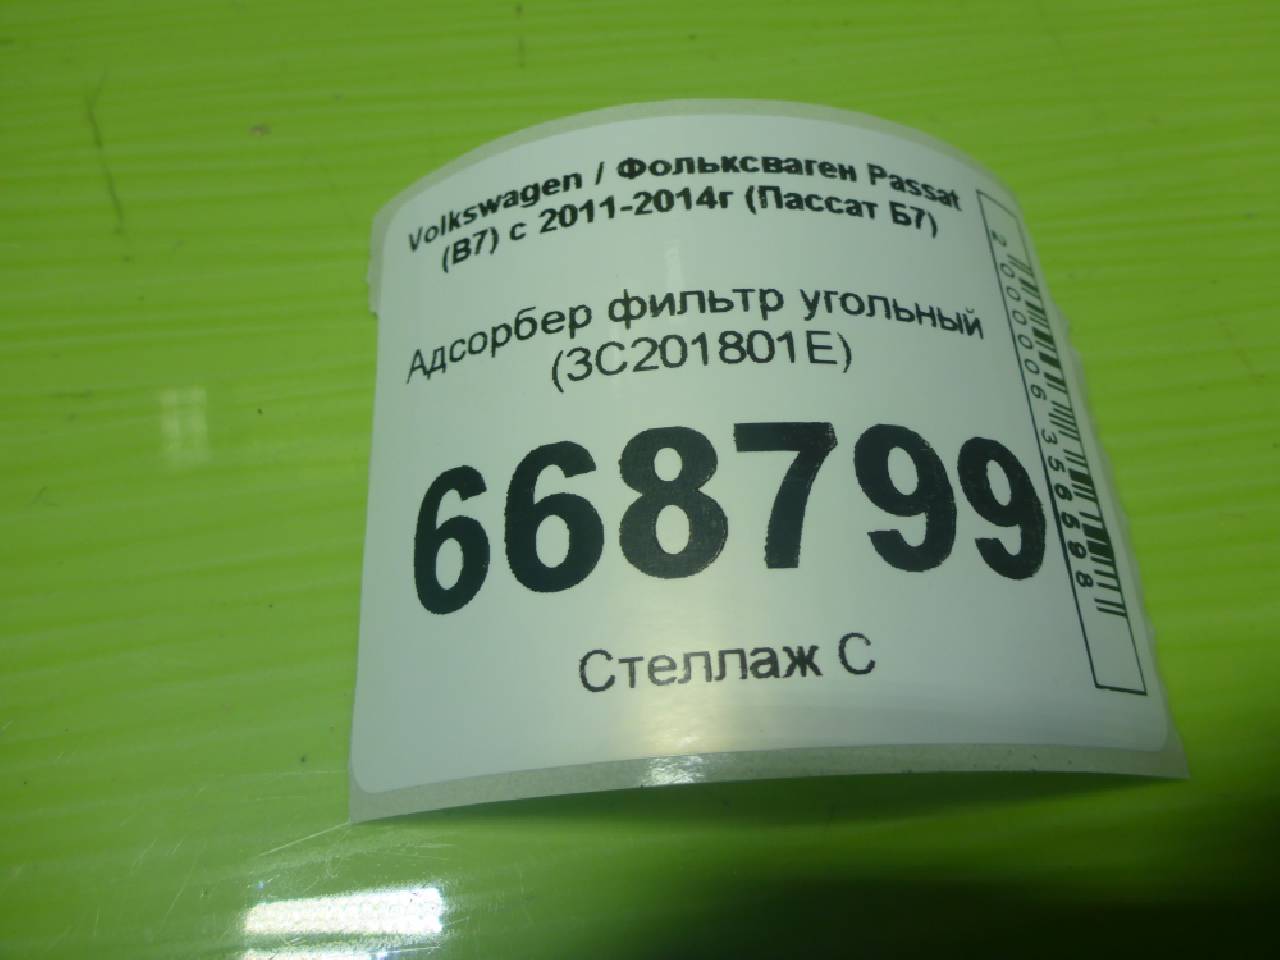 Volkswagen / Фольксваген Passat
(B7) с 2011-2014г (Пассат Б7)
Адсорбер фильтр угольный
(3C201801E)
668799
Стеллаж С
2000006356698